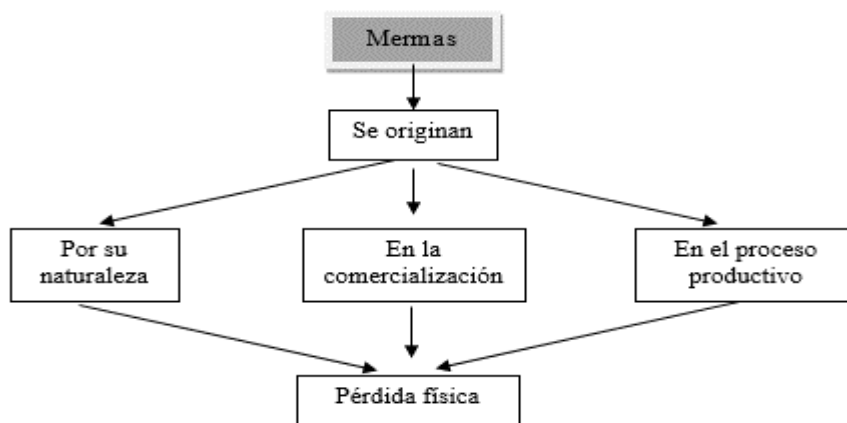 Mermas
Se originan
Por su
naturaleza
En la
comercialización
En el proceso
productivo
Pérdida física